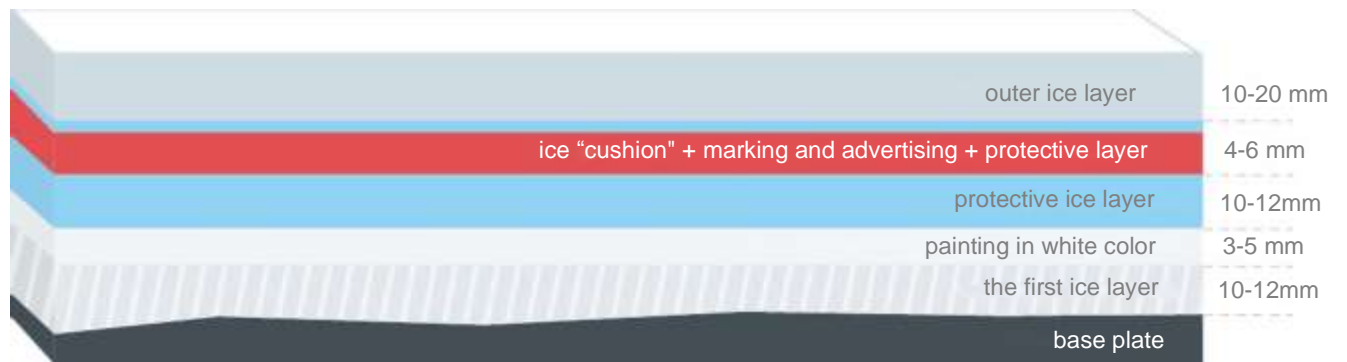 outer ice layer 10-20 mm
ice “cushion" + marking and advertising + protective layer 4-6 mm
protective ice layer 10-12mm
painting in white color 3-5 mm
the first ice layer 10-12mm
base plate